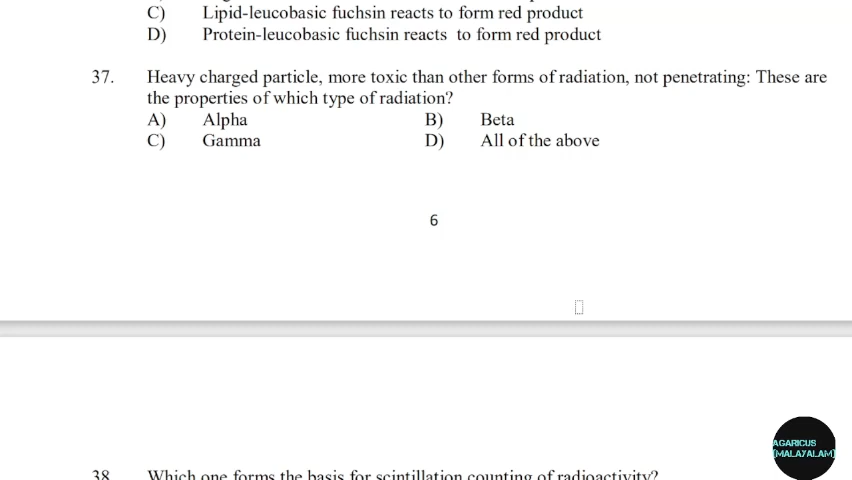 C) Lipid-leucobasic fuchsin reacts to form red product
D) Protein-leucobasic fuchsin reacts to form red product
37. Heavy charged particle, more toxic than other forms of radiation, not penetrating: These are
the properties of which type of radiation?
A) Alpha B) Beta
C) Gamma D) All of the above
6
38 Which one forms the basis for scintillation counting of radioactivity?
AGARICUS
(MALAYALAM)